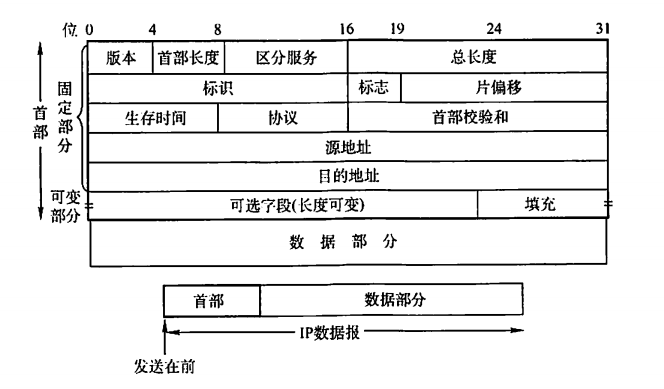 位 0 4 8 16 19 24 31
版本 首部长度 区分服务 总长度
标识 标志 片偏移
生存时间 协议 首部校验和
源地址
目的地址
可选字段(长度可变) 填充
数 据 部 分
首部
固定部分
可变部分
首部 数据部分
IP数据报
发送在前